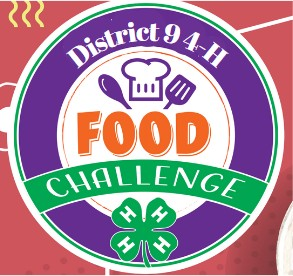 District 9 4-H
FOOD
CHALLENGE
H H
H H